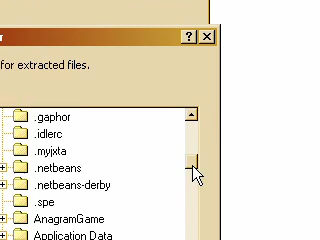 r
for extracted files.
.gaphor
.idlerc
.myjxta
.netbeans
.netbeans-derby
.spe
AnagramGame
Application Data